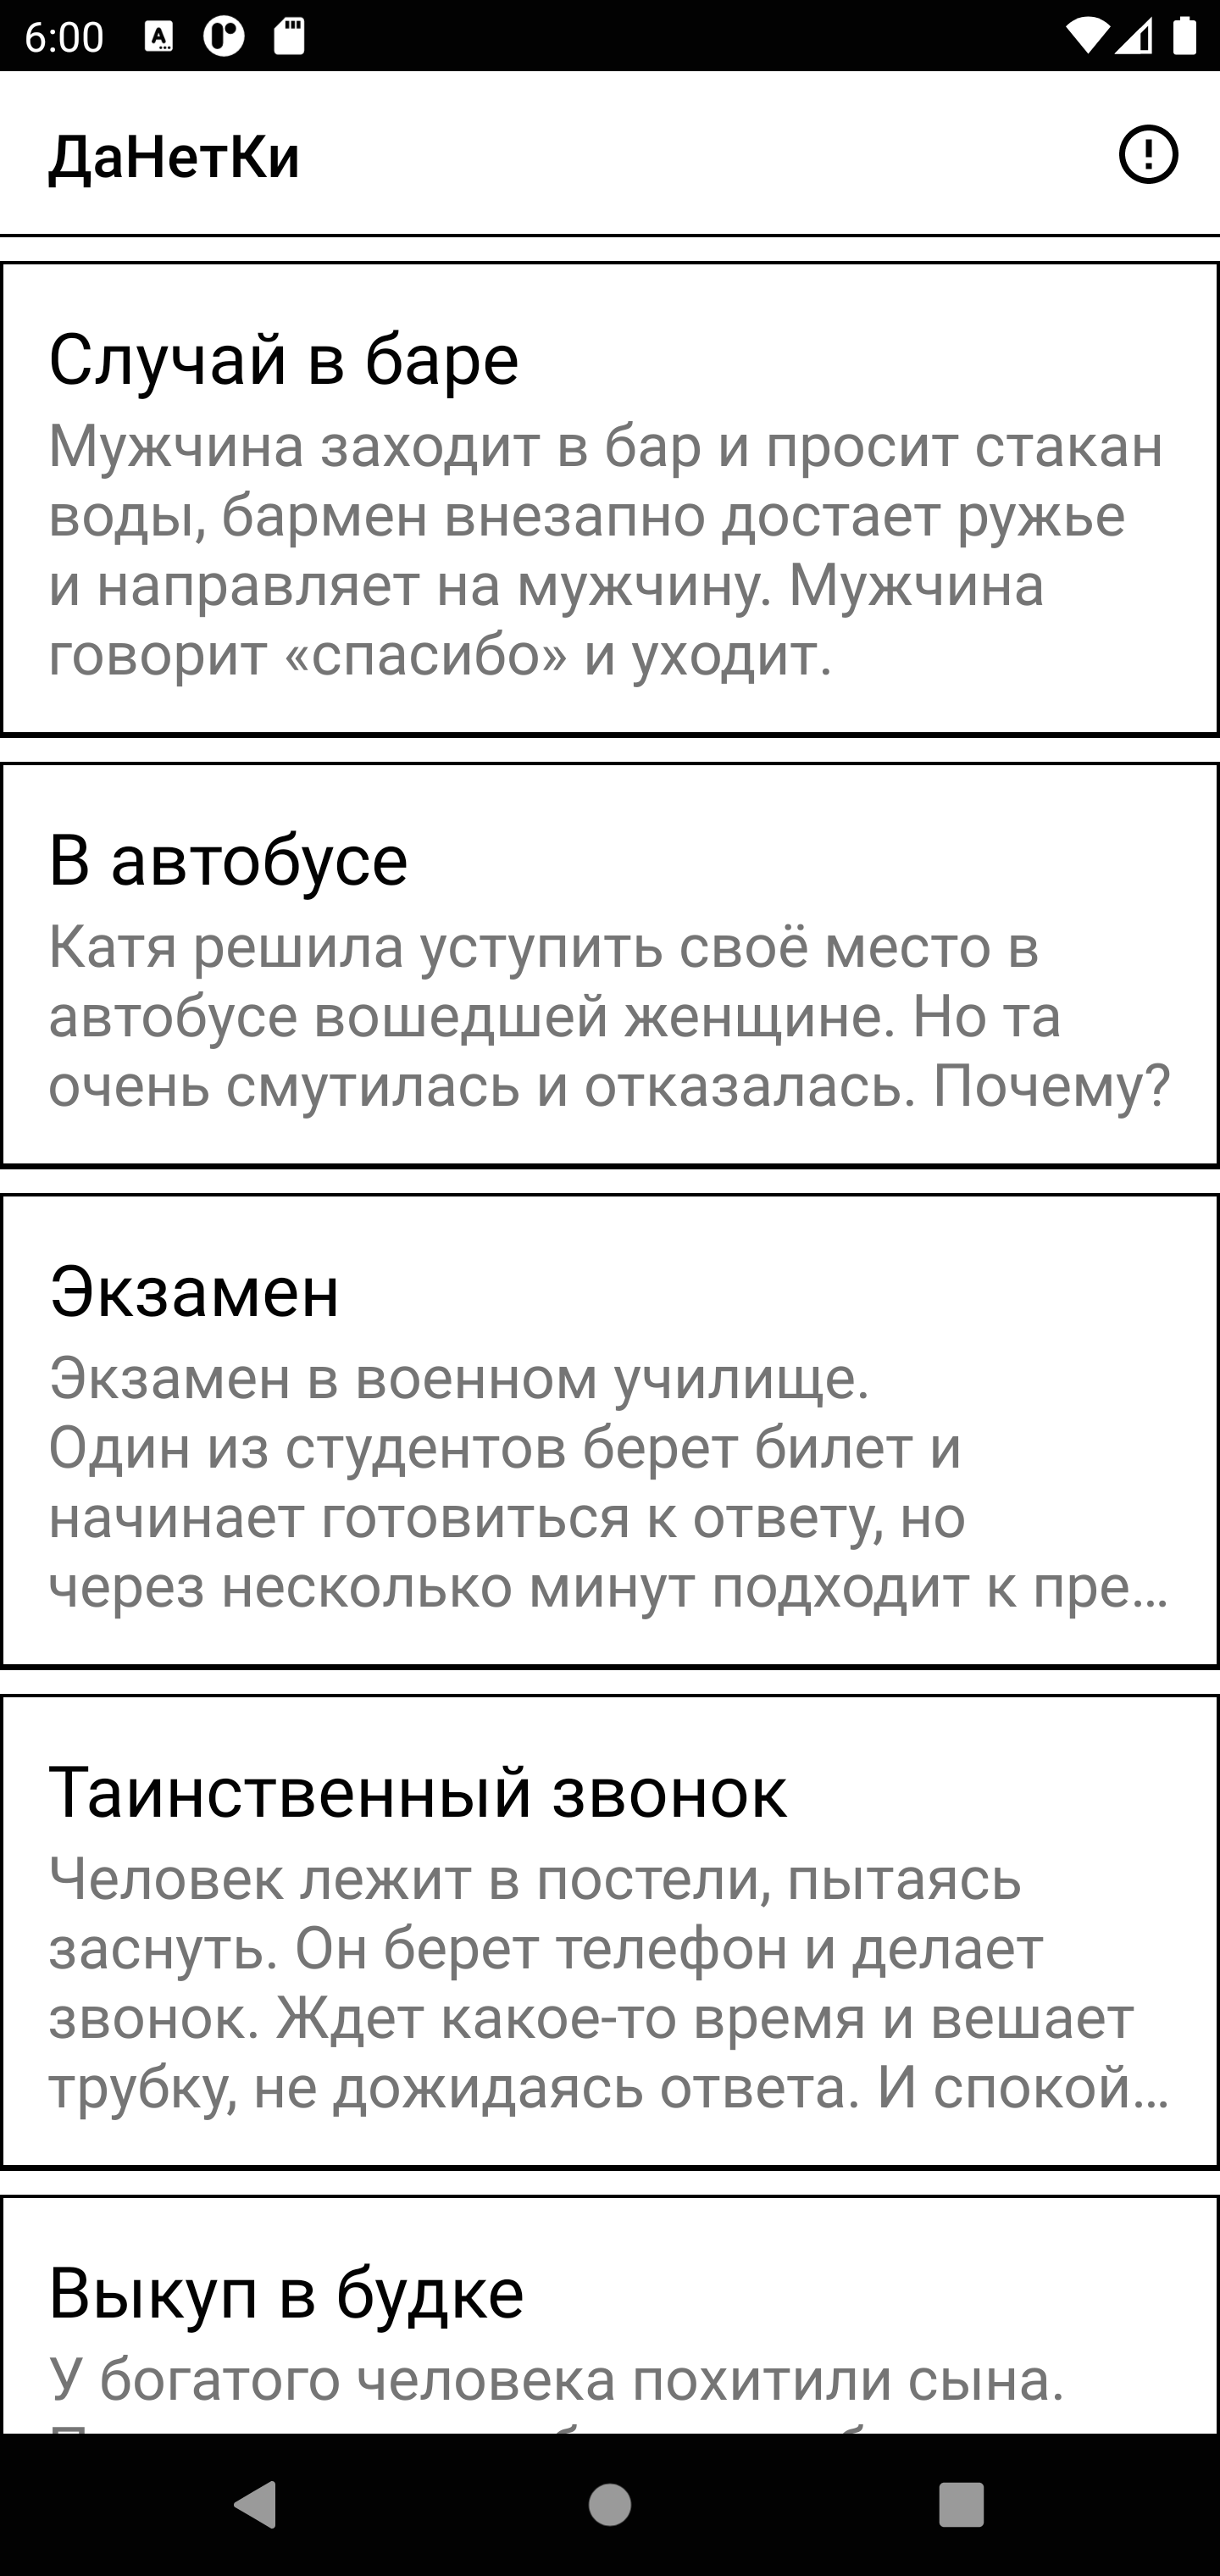 6:00
ДаНетКи
Случай в баре
Мужчина заходит в бар и просит стакан
воды, бармен внезапно достает ружье
и направляет на мужчину. Мужчина
говорит «спасибо» и уходит.
В автобусе
Катя решила уступить своё место в
автобусе вошедшей женщине. Но та
очень смутилась и отказалась. Почему?
Экзамен
Экзамен в военном училище.
Один из студентов берет билет и
начинает готовиться к ответу, но
через несколько минут подходит к пре...
Таинственный звонок
Человек лежит в постели, пытаясь
заснуть. Он берет телефон и делает
звонок. Ждет какое-то время и вешает
трубку, не дожидаясь ответа. И спокой...
Выкуп в будке
У богатого человека похитили сына.